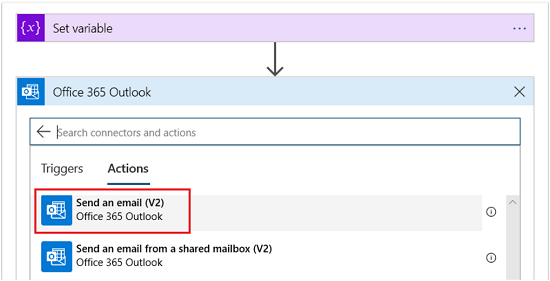 {x} Set variable ...
Office 365 Outlook
Search connectors and actions
Triggers Actions
Send an email (V2)
Office 365 Outlook
Send an email from a shared mailbox (V2)
Office 365 Outlook